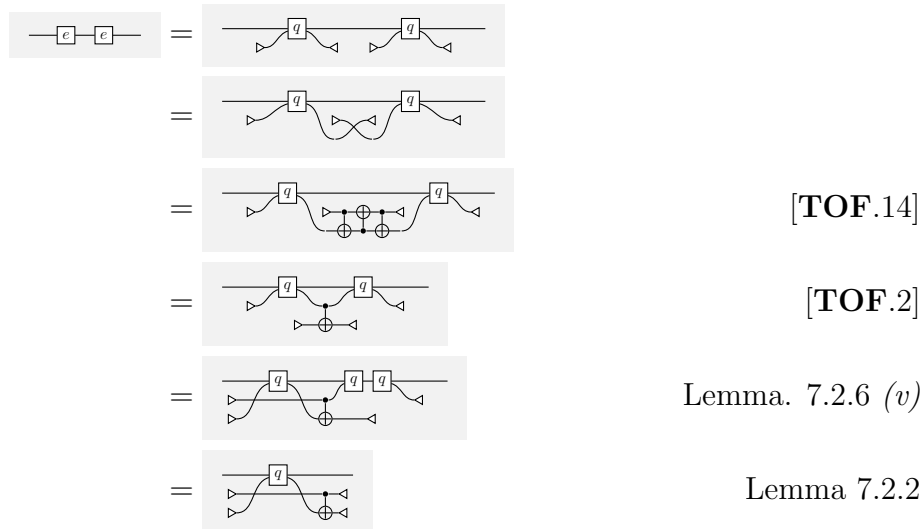 e e = q q
= q q
= q q [TOF.14]
= q q [TOF.2]
= q q q Lemma. 7.2.6 (v)
= q Lemma 7.2.2